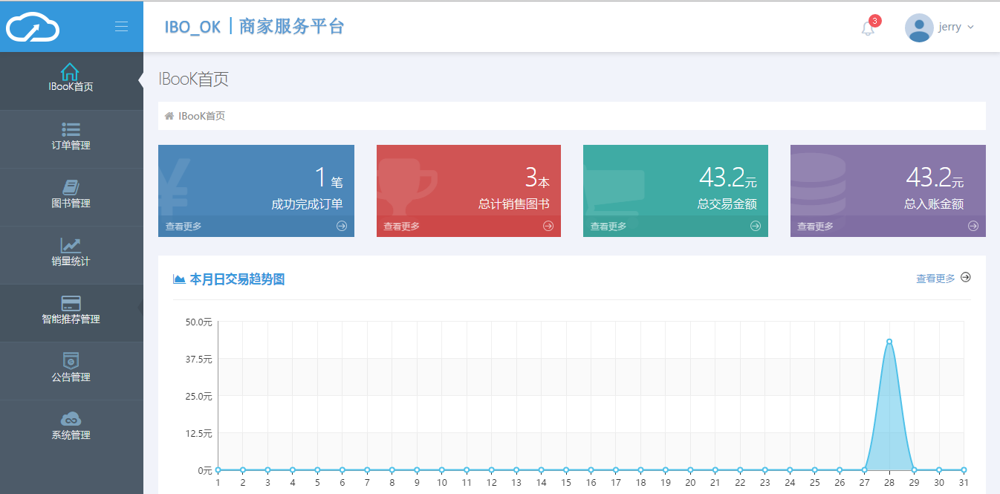 IBO_OK | 商家服务平台
3
jerry
IBooK首页
订单管理
图书管理
销量统计
智能推荐管理
公告管理
系统管理
IBooK首页
IBooK首页
1 笔
成功完成订单
查看更多
3本
总计销售图书
查看更多
43.2元
总交易金额
查看更多
43.2元
总入账金额
查看更多
本月日交易趋势图
查看更多
50.0元
37.5元
25.0元
12.5元
0元
1 2 3 4 5 6 7 8 9 10 11 12 13 14 15 16 17 18 19 20 21 22 23 24 25 26 27 28 29 30 31